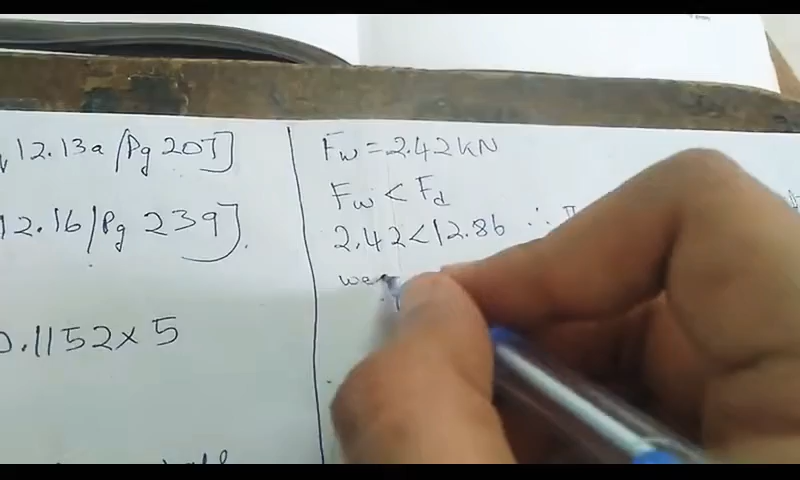 12.13a/Pg 207]
12.16/Pg 239].
0.1152×5
Fw = 2.42 kN
Fw < Fd
2.42 < 12.86 ∴
wea